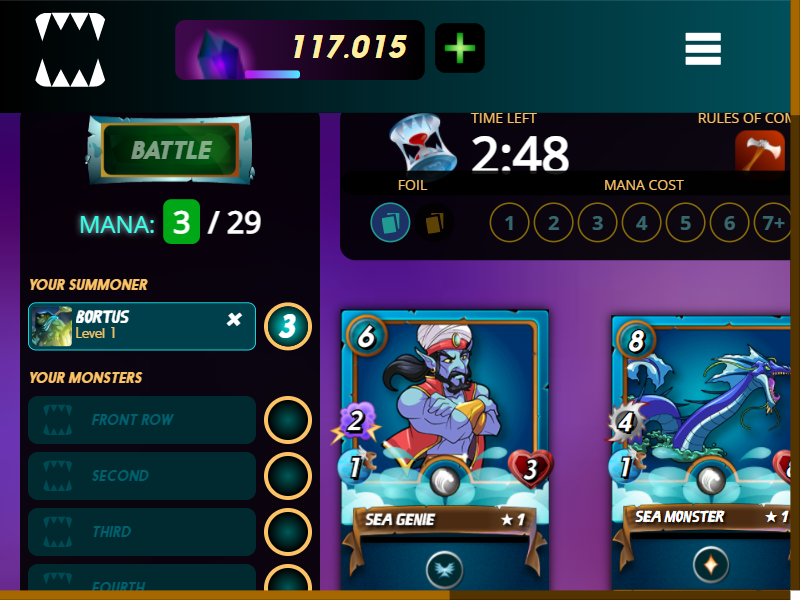 117.015
BATTLE
MANA: 3 / 29
YOUR SUMMONER
BORTUS
Level 1
3
YOUR MONSTERS
FRONT ROW
SECOND
THIRD
FOURTH
TIME LEFT
2:48
RULES OF COM
FOIL
MANA COST
1 2 3 4 5 6 7+
6
2
1
3
SEA GENIE ★ 1
8
4
1
SEA MONSTER ★ 1